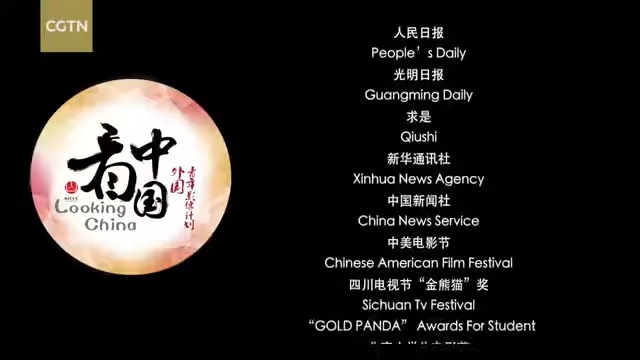 CGTN
看中国
外国
青年影像计划
AICCC
Looking
China
人民日报
People’s Daily
光明日报
Guangming Daily
求是
Qiushi
新华通讯社
Xinhua News Agency
中国新闻社
China News Service
中美电影节
Chinese American Film Festival
四川电视节“金熊猫”奖
Sichuan Tv Festival
“GOLD PANDA” Awards For Student